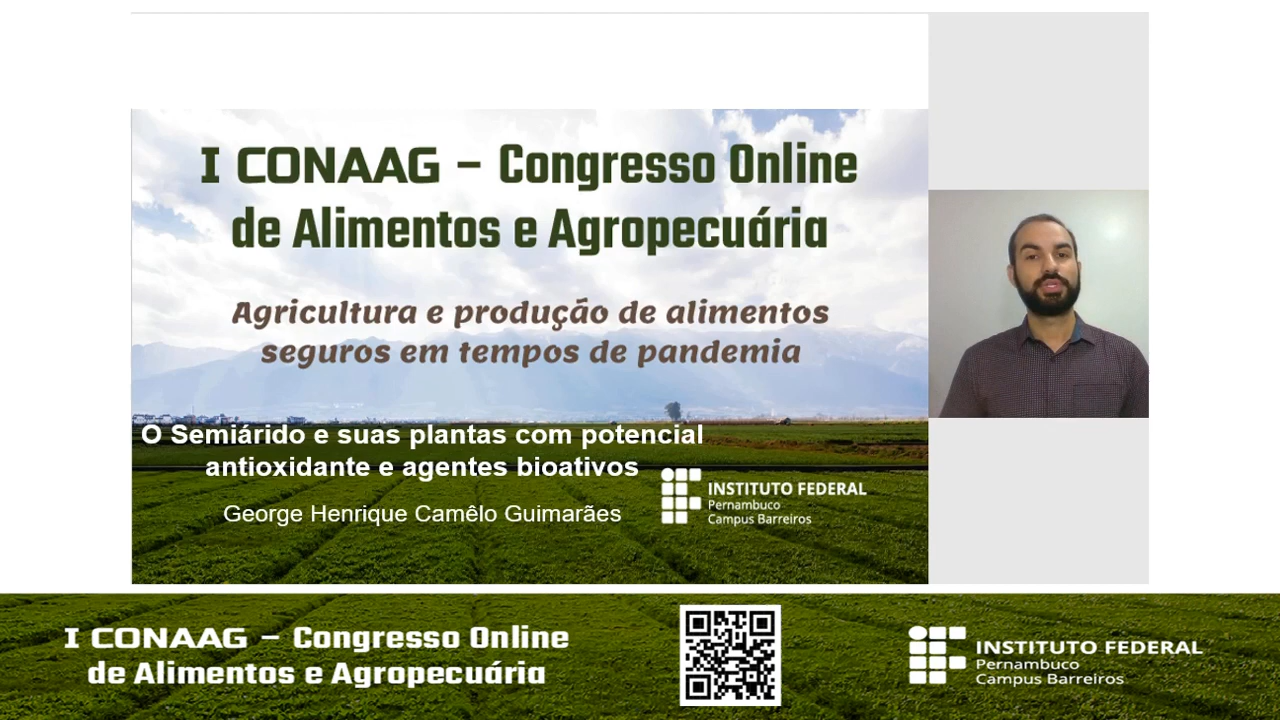 I CONAAG – Congresso Online
de Alimentos e Agropecuária
Agricultura e produção de alimentos
seguros em tempos de pandemia
O Semiárido e suas plantas com potencial
antioxidante e agentes bioativos
George Henrique Camêlo Guimarães
INSTITUTO FEDERAL
Pernambuco
Campus Barreiros
I CONAAG – Congresso Online
de Alimentos e Agropecuária
INSTITUTO FEDERAL
Pernambuco
Campus Barreiros